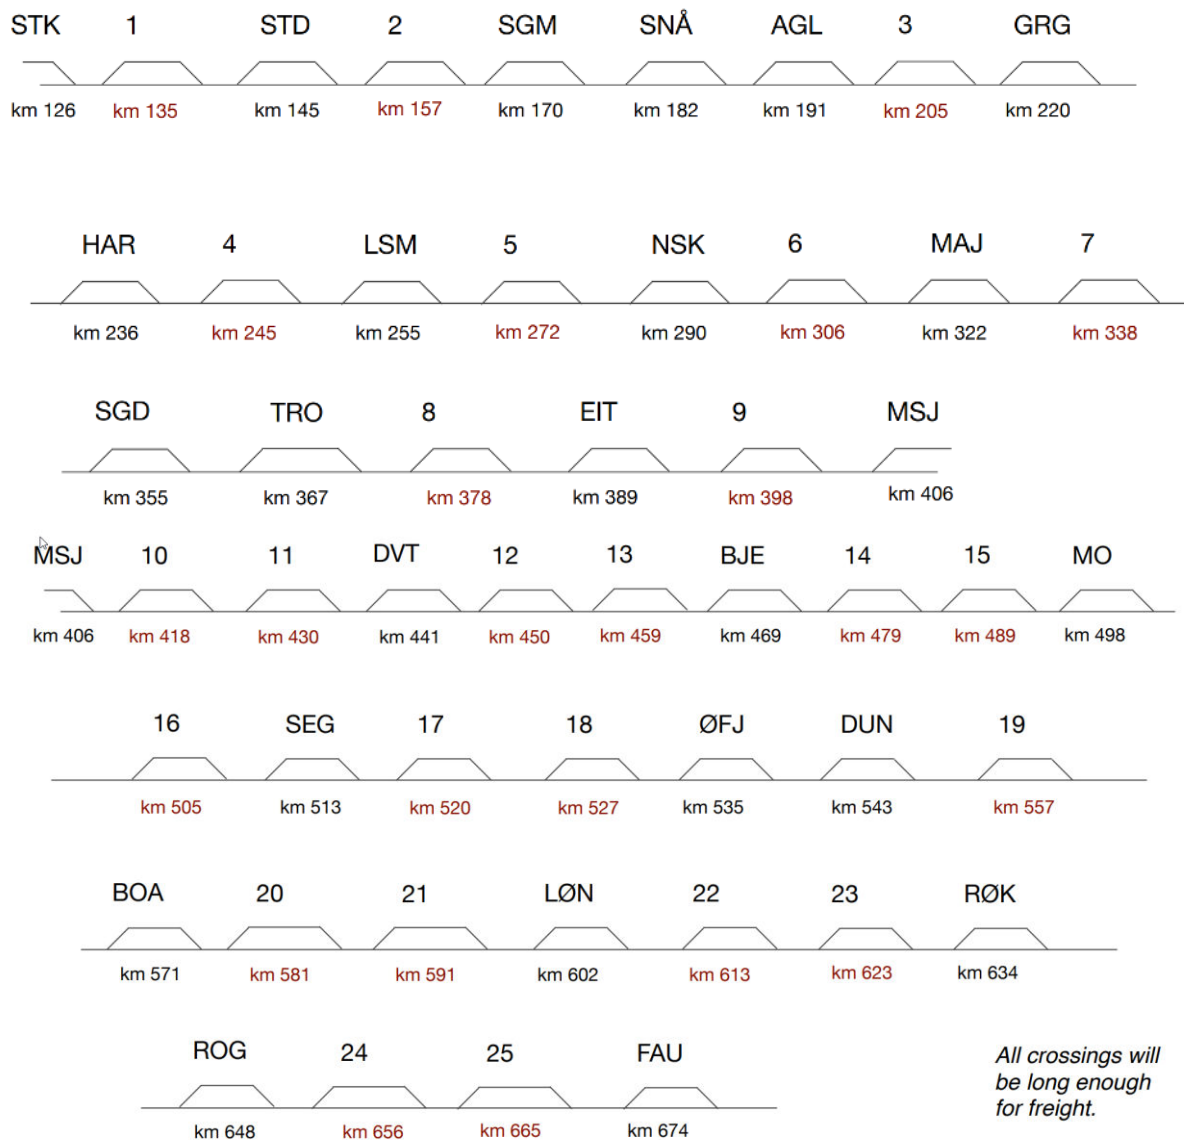 STK 1 STD 2 SGM SNÅ AGL 3 GRG
km 126 km 135 km 145 km 157 km 170 km 182 km 191 km 205 km 220
HAR 4 LSM 5 NSK 6 MAJ 7
km 236 km 245 km 255 km 272 km 290 km 306 km 322 km 338
SGD TRO 8 EIT 9 MSJ
km 355 km 367 km 378 km 389 km 398 km 406
MSJ 10 11 DVT 12 13 BJE 14 15 MO
km 406 km 418 km 430 km 441 km 450 km 459 km 469 km 479 km 489 km 498
16 SEG 17 18 ØFJ DUN 19
km 505 km 513 km 520 km 527 km 535 km 543 km 557
BOA 20 21 LØN 22 23 RØK
km 571 km 581 km 591 km 602 km 613 km 623 km 634
ROG 24 25 FAU
km 648 km 656 km 665 km 674
All crossings will
be long enough
for freight.